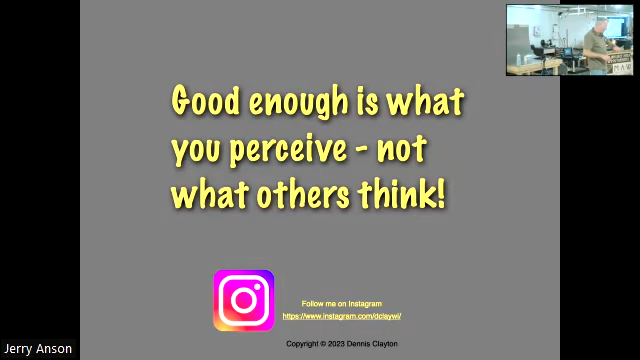 Good enough is what
you perceive - not
what others think!
Follow me on Instagram
https://www.instagram.com/dclaywi/
Copyright © 2023 Dennis Clayton
Jerry Anson